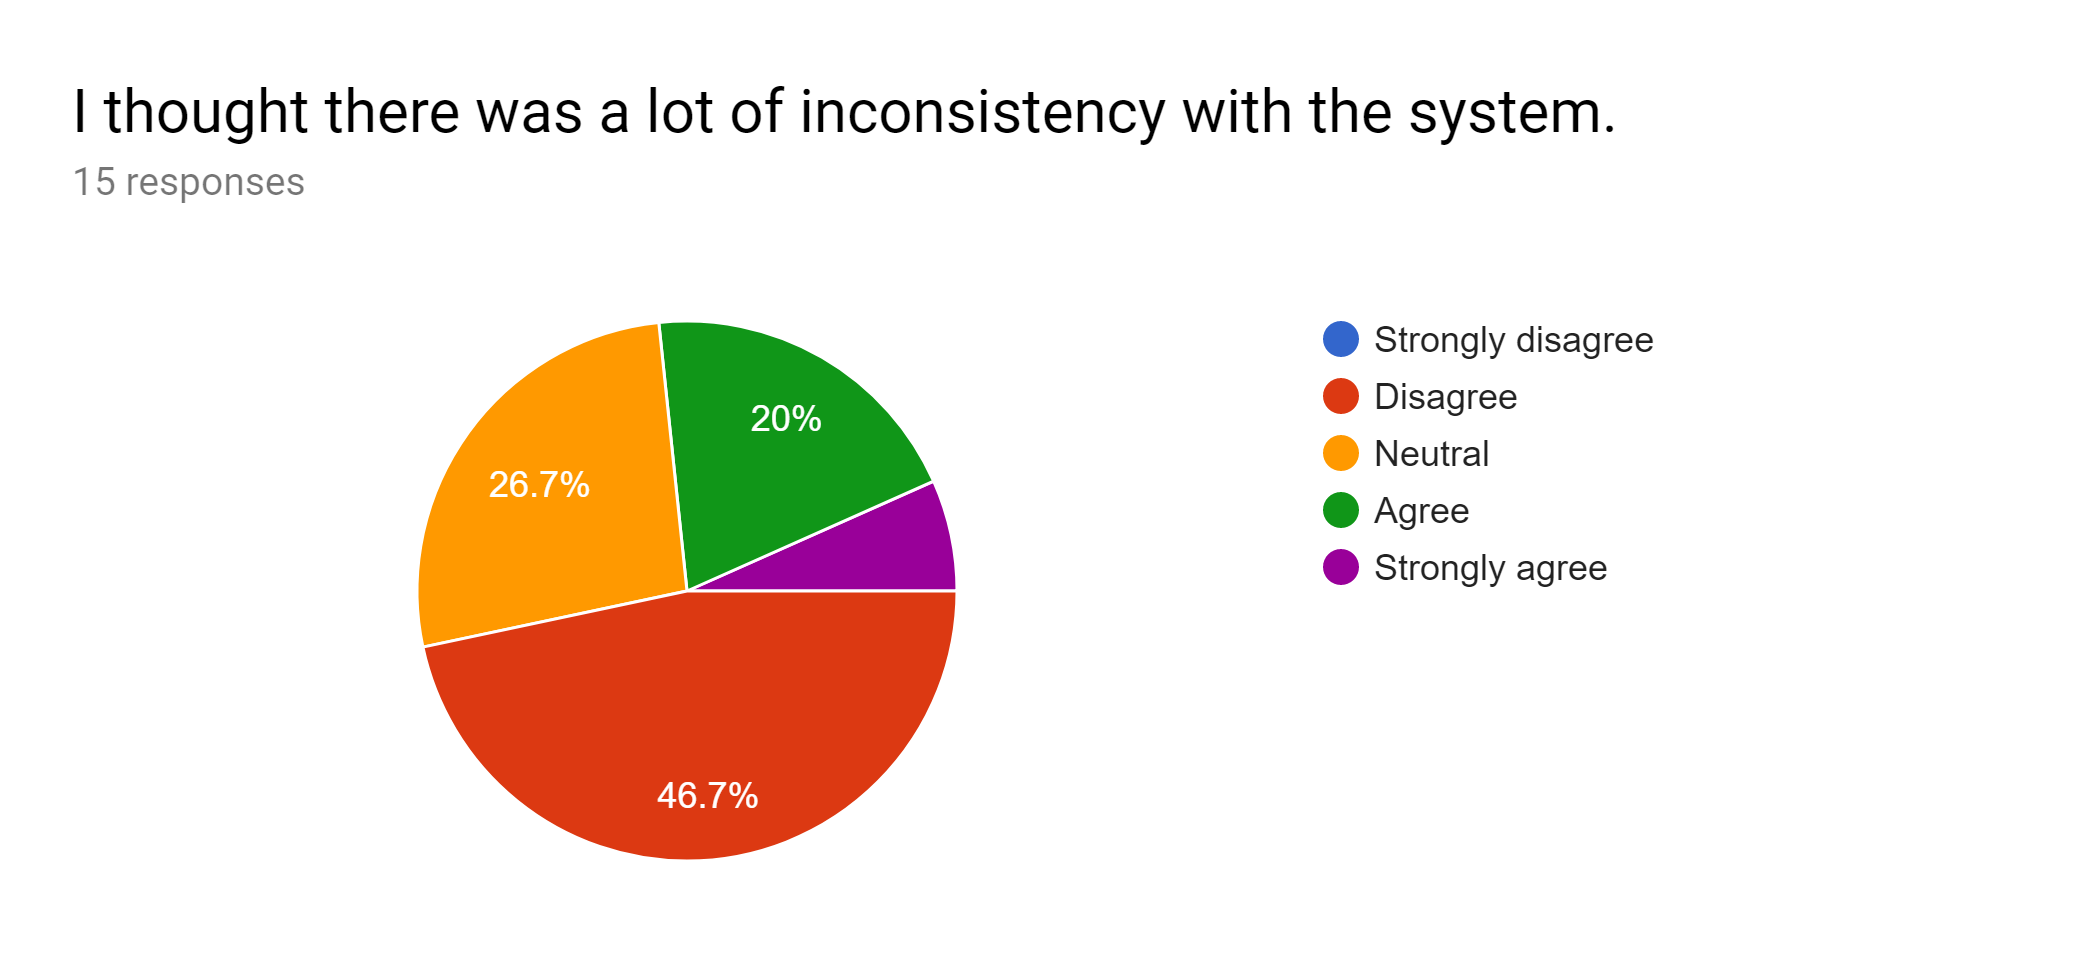 I thought there was a lot of inconsistency with the system.
15 responses
20%
26.7%
46.7%
Strongly disagree
Disagree
Neutral
Agree
Strongly agree